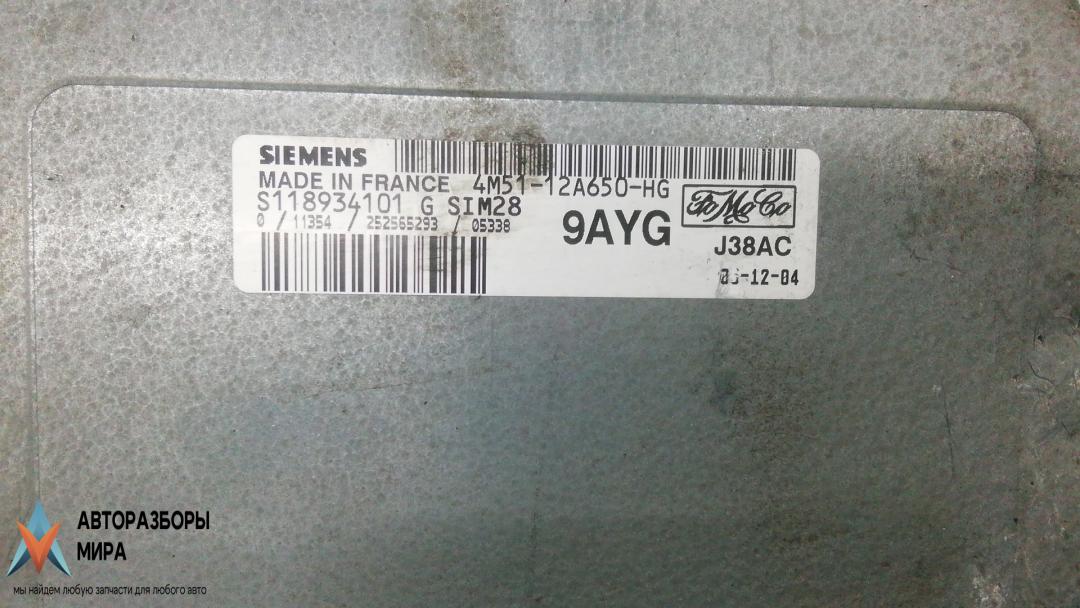 SIEMENS
MADE IN FRANCE 4M51-12A650-HG
S118934101 G SIM28
0 / 11354 / 252565293 / 05338
9AYG
FoMoCo
J38AC
АВТОРАЗБОРЫ
МИРА
мы найдем любую запчасти для любого авто